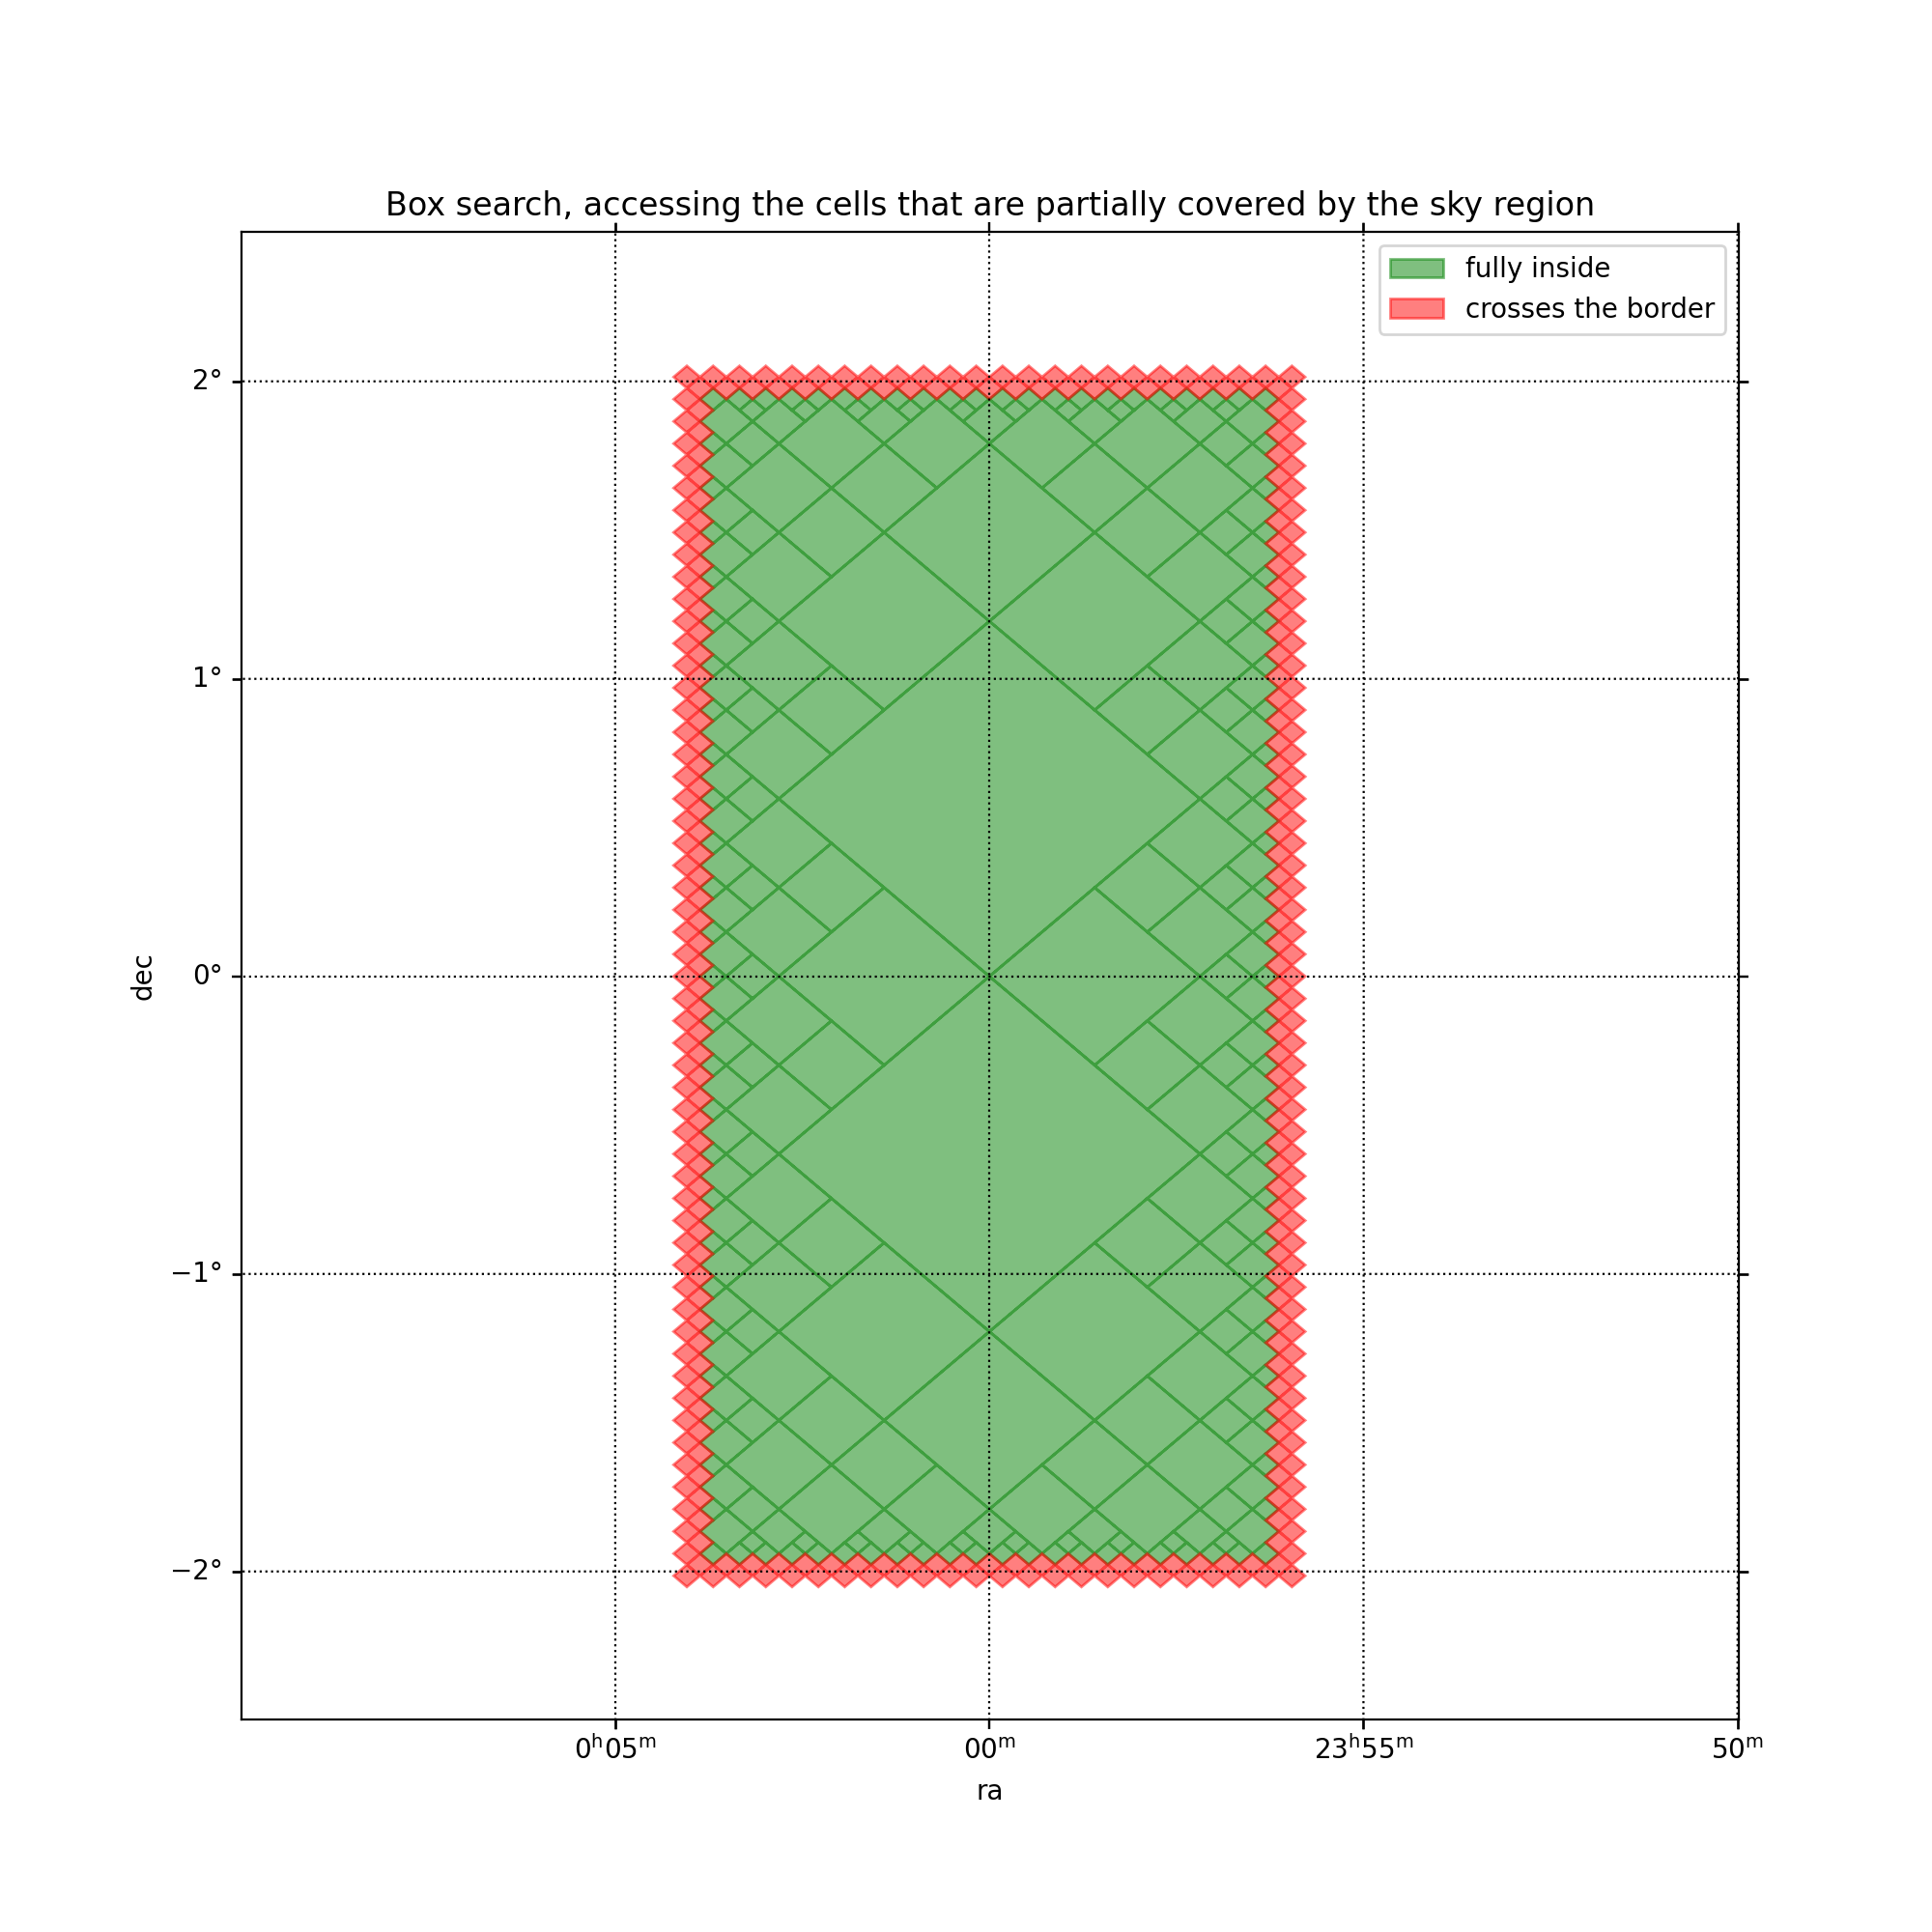 Box search, accessing the cells that are partially covered by the sky region
fully inside
crosses the border
2°
1°
0°
−1°
−2°
dec
0ʰ05ᵐ
00ᵐ
23ʰ55ᵐ
50ᵐ
ra